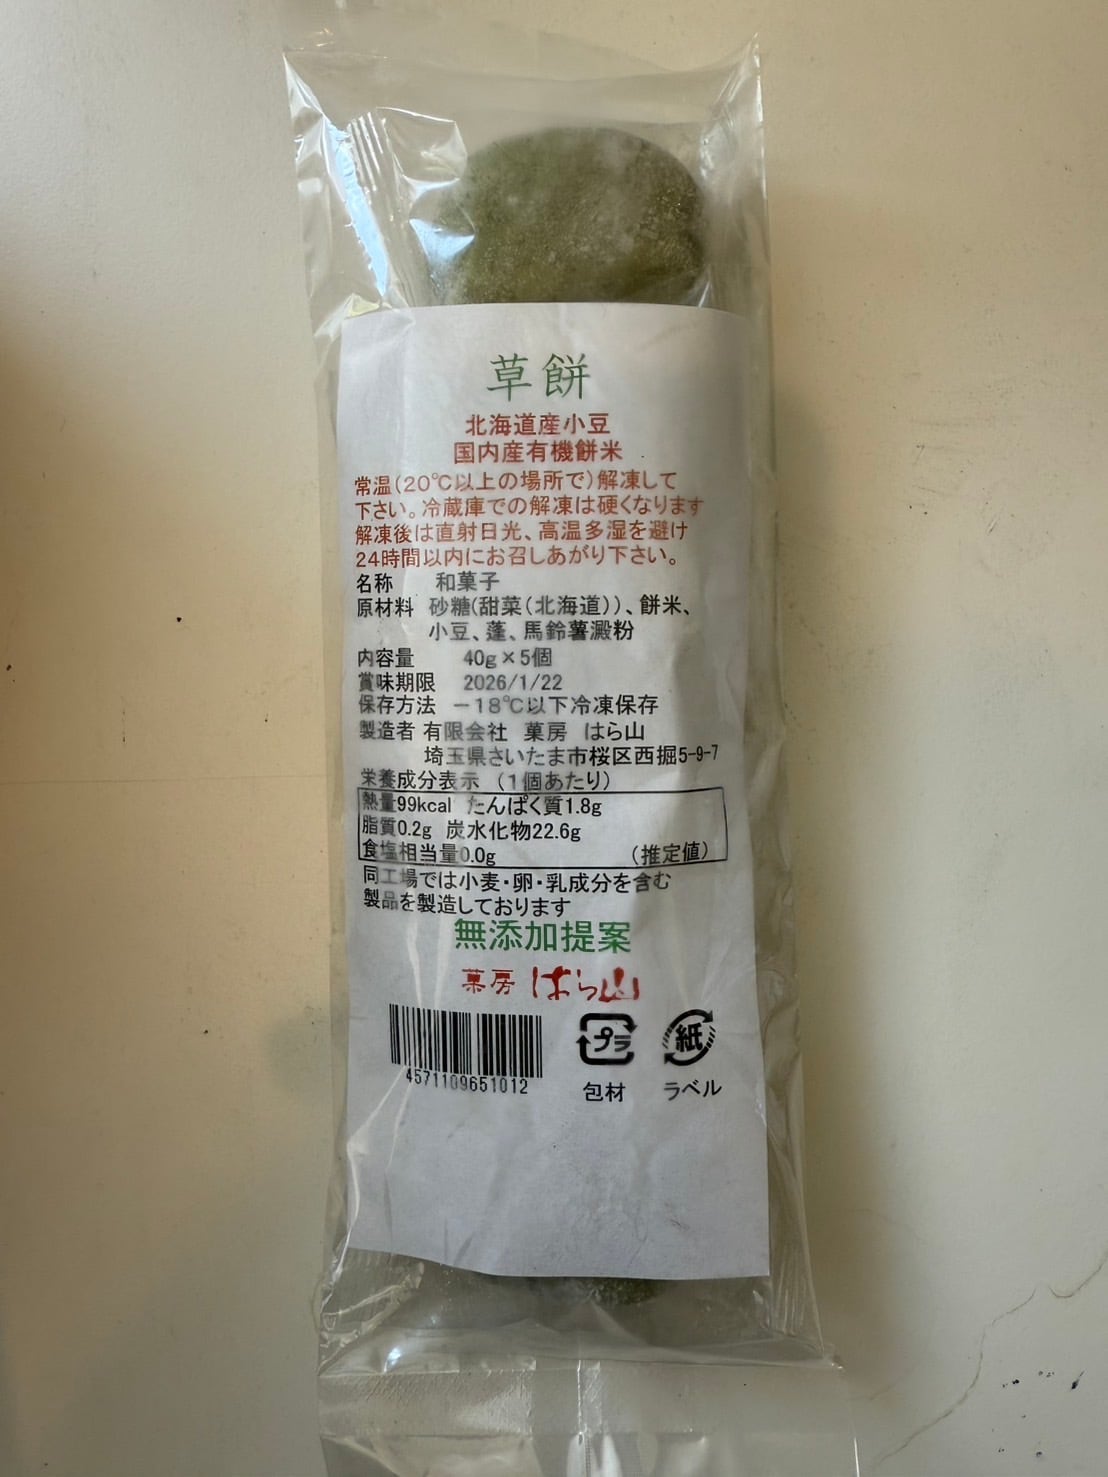 草餅
北海道産小豆
国内産有機餅米
常温(20℃以上の場所で)解凍して
下さい。冷蔵庫での解凍は硬くなります
解凍後は直射日光、高温多湿を避け
24時間以内にお召しあがり下さい。
名称 和菓子
原材料 砂糖(甜菜(北海道))、餅米、
小豆、蓬、馬鈴薯澱粉
内容量 40g×5個
賞味期限 2026/1/22
保存方法 －18℃以下冷凍保存
製造者 有限会社 菓房 はら山
埼玉県さいたま市桜区西堀5-9-7
栄養成分表示 (1個あたり)
熱量99kcal たんぱく質1.8g
脂質0.2g 炭水化物22.6g
食塩相当量0.0g (推定値)
同工場では小麦・卵・乳成分を含む
製品を製造しております
無添加提案
菓房 はら山
4571109651012
プラ 紙
包材 ラベル